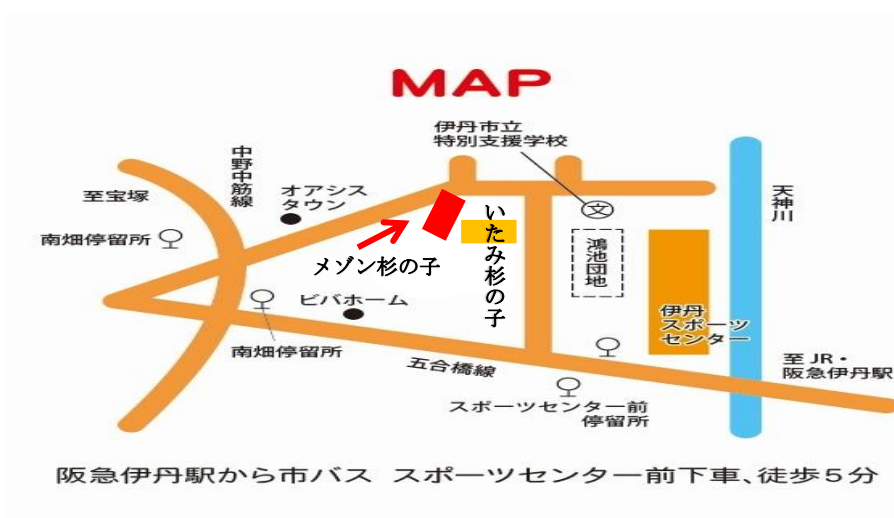 MAP
伊丹市立
特別支援学校
中野中筋線
至宝塚
オアシス
タウン
天神川
南畑停留所
文
いたみ杉の子
鴻池団地
メゾン杉の子
ビバホーム
伊丹
スポーツ
センター
南畑停留所
五合橋線
至JR・
阪急伊丹駅
スポーツセンター前
停留所
阪急伊丹駅から市バス スポーツセンター前下車、徒歩5分